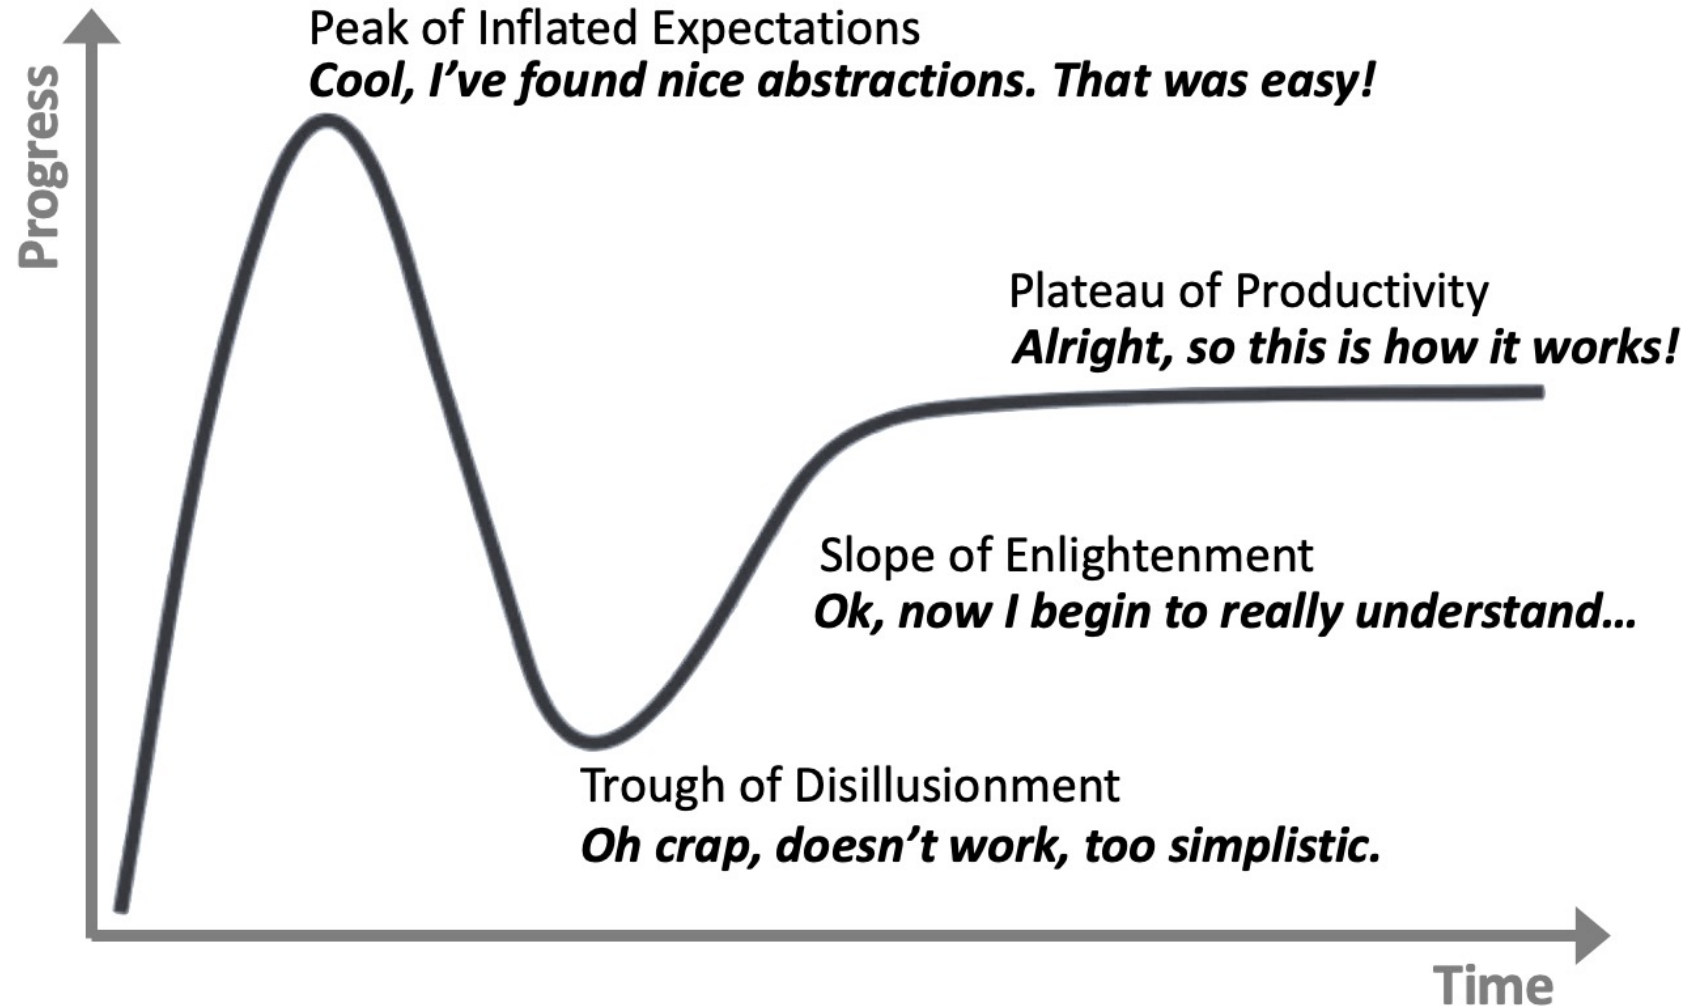 Peak of Inflated Expectations
Cool, I’ve found nice abstractions. That was easy!
Progress
Plateau of Productivity
Alright, so this is how it works!
Slope of Enlightenment
Ok, now I begin to really understand...
Trough of Disillusionment
Oh crap, doesn’t work, too simplistic.
Time